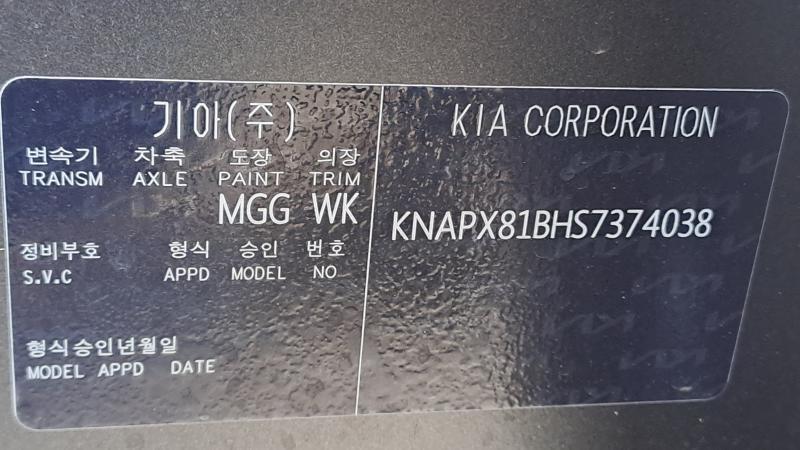 기아(주)
변속기 차축 도장 의장
TRANSM AXLE PAINT TRIM
MGG WK
정비부호 형식 승인 번호
S.V.C APPD MODEL NO
형식승인년월일
MODEL APPD DATE
KIA CORPORATION
KNAPX81BHS7374038